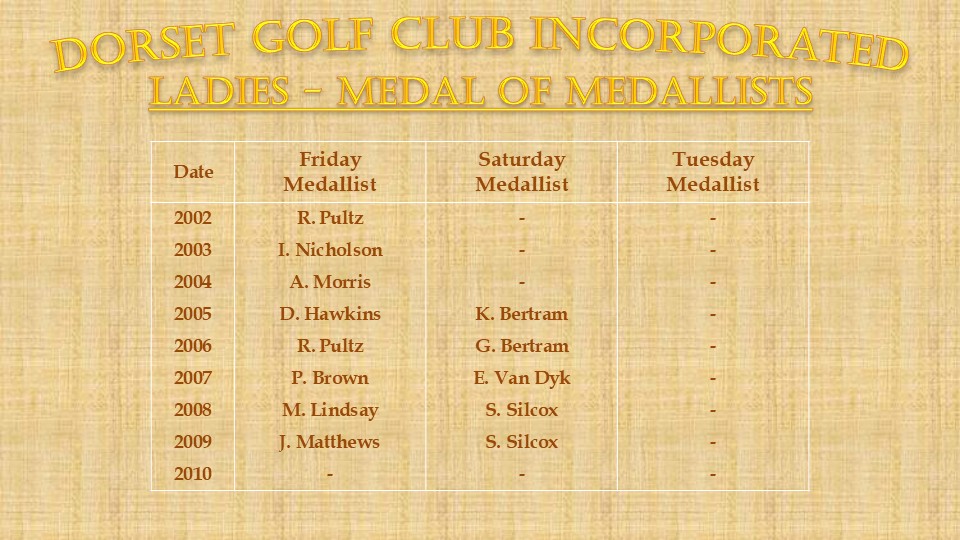 DORSET GOLF CLUB INCORPORATED
LADIES - MEDAL OF MEDALLISTS
Date Friday Medallist Saturday Medallist Tuesday Medallist
2002 R. Pultz - -
2003 I. Nicholson - -
2004 A. Morris - -
2005 D. Hawkins K. Bertram -
2006 R. Pultz G. Bertram -
2007 P. Brown E. Van Dyk -
2008 M. Lindsay S. Silcox -
2009 J. Matthews S. Silcox -
2010 - - -